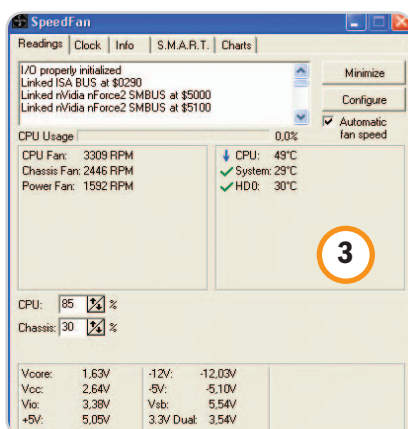 SpeedFan
Readings Clock Info S.M.A.R.T. Charts
I/O properly initialized
Linked ISA BUS at $0290
Linked nVidia nForce2 SMBUS at $5000
Linked nVidia nForce2 SMBUS at $5100
Minimize
Configure
Automatic
fan speed
CPU Usage 0,0%
CPU Fan: 3309 RPM
Chassis Fan: 2446 RPM
Power Fan: 1592 RPM
CPU: 49°C
System: 29°C
HD0: 30°C
3
CPU: 85 %
Chassis: 30 %
Vcore: 1,63V -12V: -12,03V
Vcc: 2,64V -5V: -5,10V
Vio: 3,38V Vsb: 5,54V
+5V: 5,05V 3.3V Dual: 3,54V